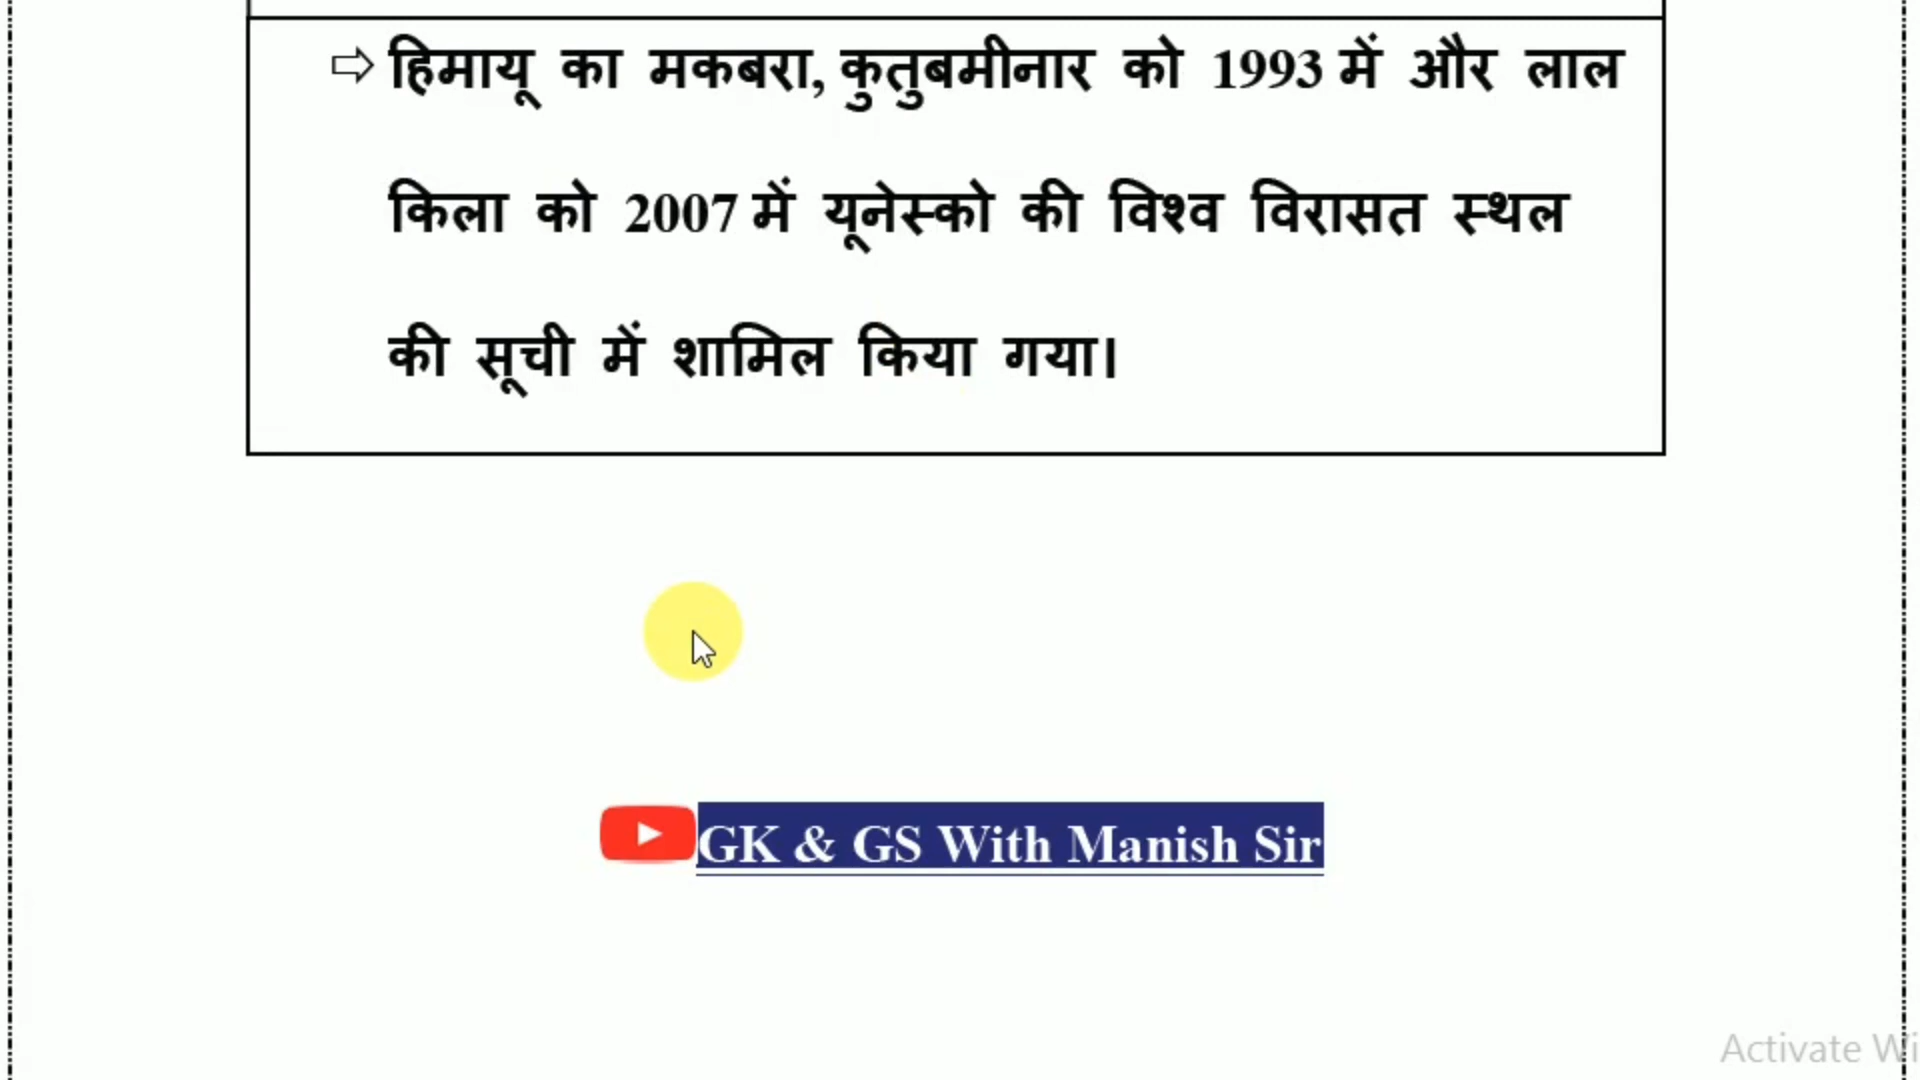 ⇨ हिमायू का मकबरा, कुतुबमीनार को 1993 में और लाल
किला को 2007 में यूनेस्को की विश्व विरासत स्थल
की सूची में शामिल किया गया।
GK & GS With Manish Sir
Activate Wi